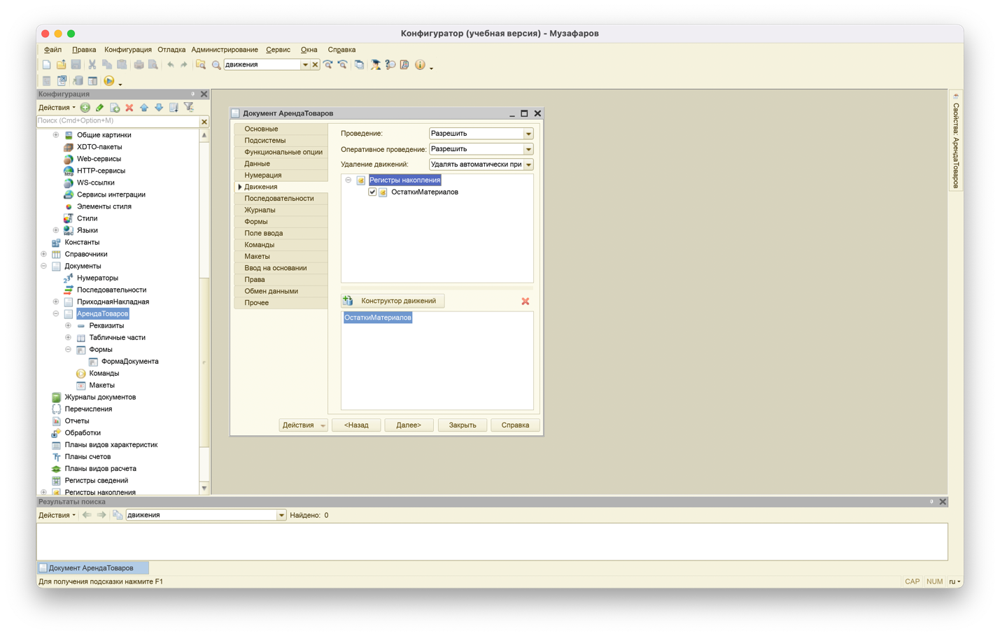 Конфигуратор (учебная версия) - Музафаров
Файл Правка Конфигурация Отладка Администрирование Сервис Окна Справка
движения
Конфигурация
Действия
Поиск (Cmd+Option+M)
Общие картинки
XDTO-пакеты
Web-сервисы
HTTP-сервисы
WS-ссылки
Сервисы интеграции
Элементы стиля
Стили
Языки
Константы
Справочники
Документы
Нумераторы
Последовательности
ПриходнаяНакладная
АрендаТоваров
Реквизиты
Табличные части
Формы
ФормаДокумента
Команды
Макеты
Журналы документов
Перечисления
Отчеты
Обработки
Планы видов характеристик
Планы счетов
Планы видов расчета
Регистры сведений
Регистры накопления
Документ АрендаТоваров
Основные
Подсистемы
Функциональные опции
Данные
Нумерация
Движения
Последовательности
Журналы
Формы
Поле ввода
Команды
Макеты
Ввод на основании
Права
Обмен данными
Прочее
Проведение: Разрешить
Оперативное проведение: Разрешить
Удаление движений: Удалять автоматически при
Регистры накопления
ОстаткиМатериалов
Конструктор движений
ОстаткиМатериалов
Действия <Назад Далее> Закрыть Справка
Свойства: АрендаТоваров
Результаты поиска
Действия движения Найдено: 0
Документ АрендаТоваров
Для получения подсказки нажмите F1
CAP NUM ru